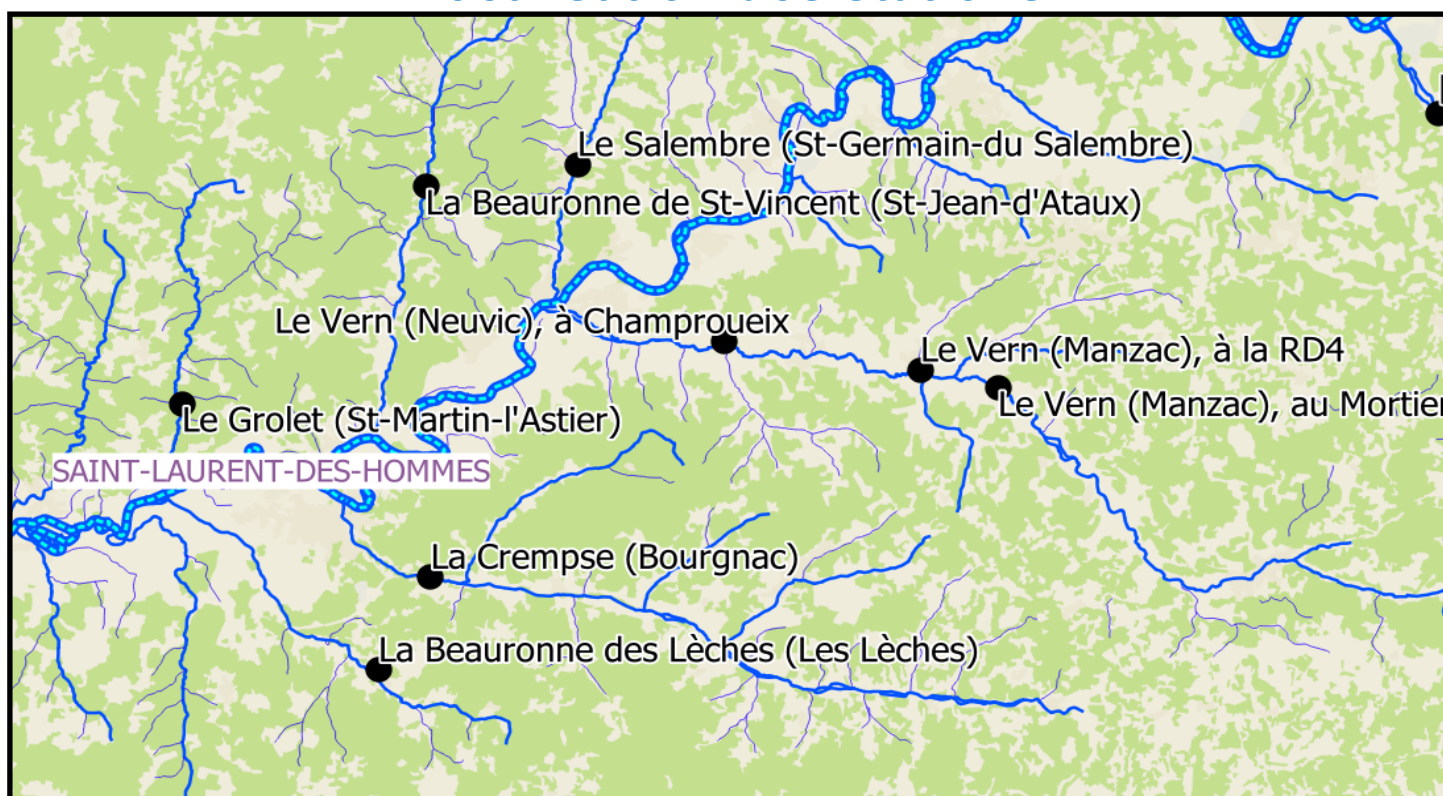 Le Salembre (St-Germain-du Salembre)
La Beauronne de St-Vincent (St-Jean-d'Ataux)
Le Vern (Neuvic), à Champroueix
Le Vern (Manzac), à la RD4
Le Vern (Manzac), au Mortier
Le Grolet (St-Martin-l'Astier)
SAINT-LAURENT-DES-HOMMES
La Crempse (Bourgnac)
La Beauronne des Lèches (Les Lèches)